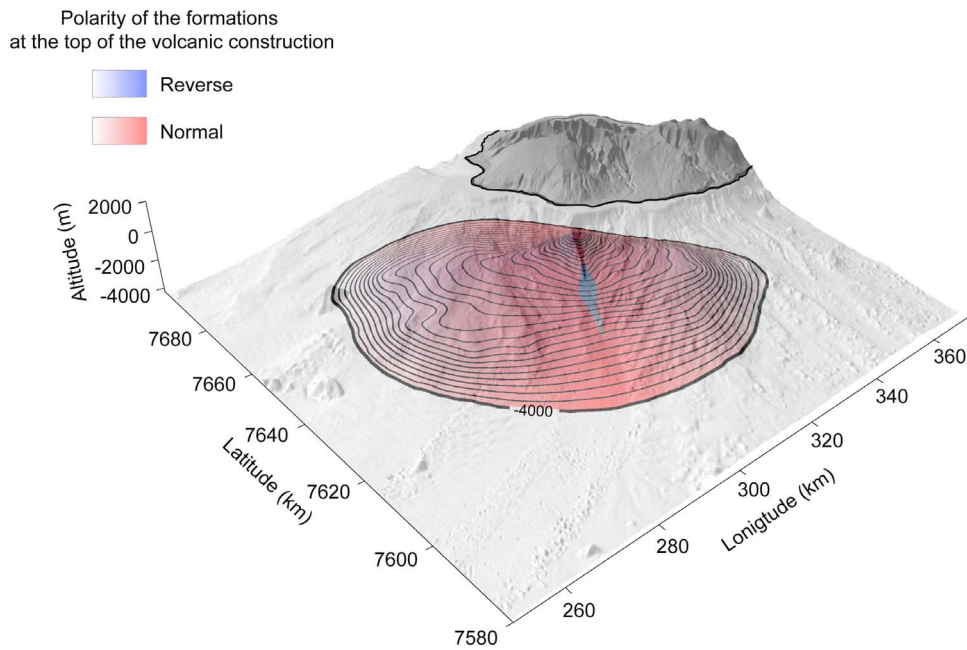 Polarity of the formations
at the top of the volcanic construction
Reverse
Normal
2000
0
-2000
-4000
Altitude (m)
7680
7660
7640
7620
7600
7580
Latitude (km)
-4000
360
340
320
300
280
260
Lonigtude (km)